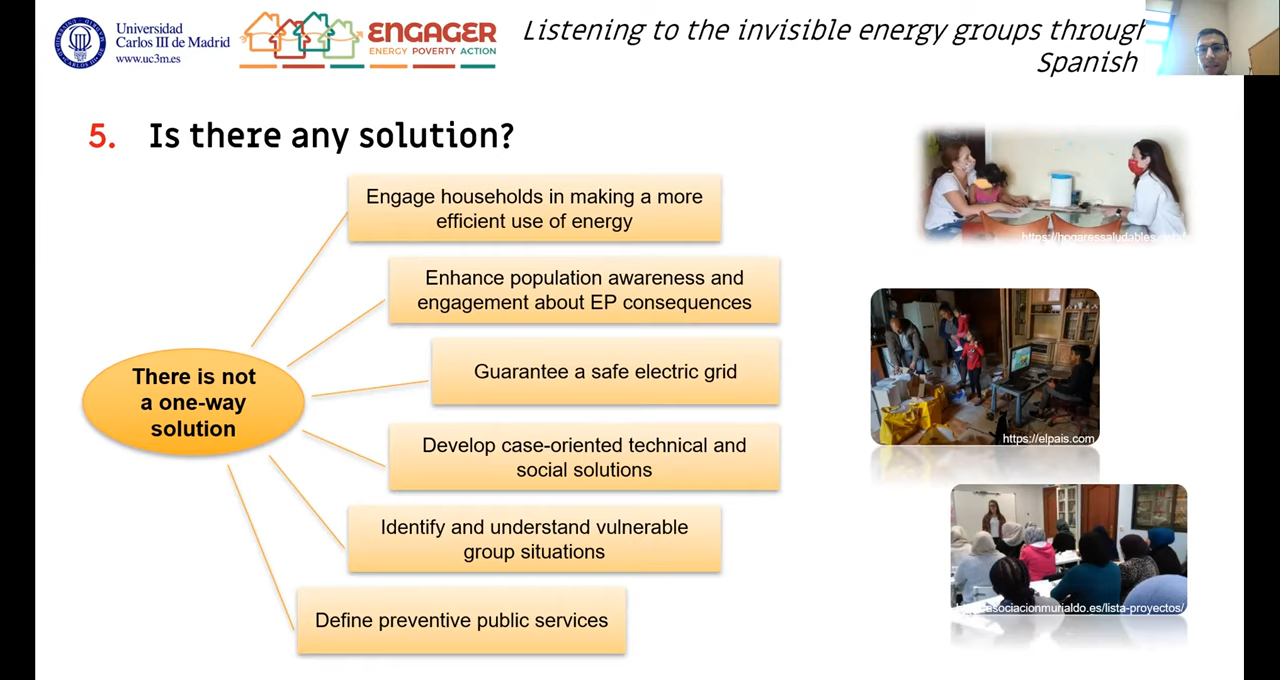 Universidad
Carlos III de Madrid
www.uc3m.es
ENGAGER
ENERGY POVERTY ACTION
Listening to the invisible energy groups through
Spanish
5. Is there any solution?
Engage households in making a more
efficient use of energy
Enhance population awareness and
engagement about EP consequences
Guarantee a safe electric grid
There is not
a one-way
solution
Develop case-oriented technical and
social solutions
Identify and understand vulnerable
group situations
Define preventive public services
https://elpais.com
asociacionmurialdo.es/lista-proyectos/